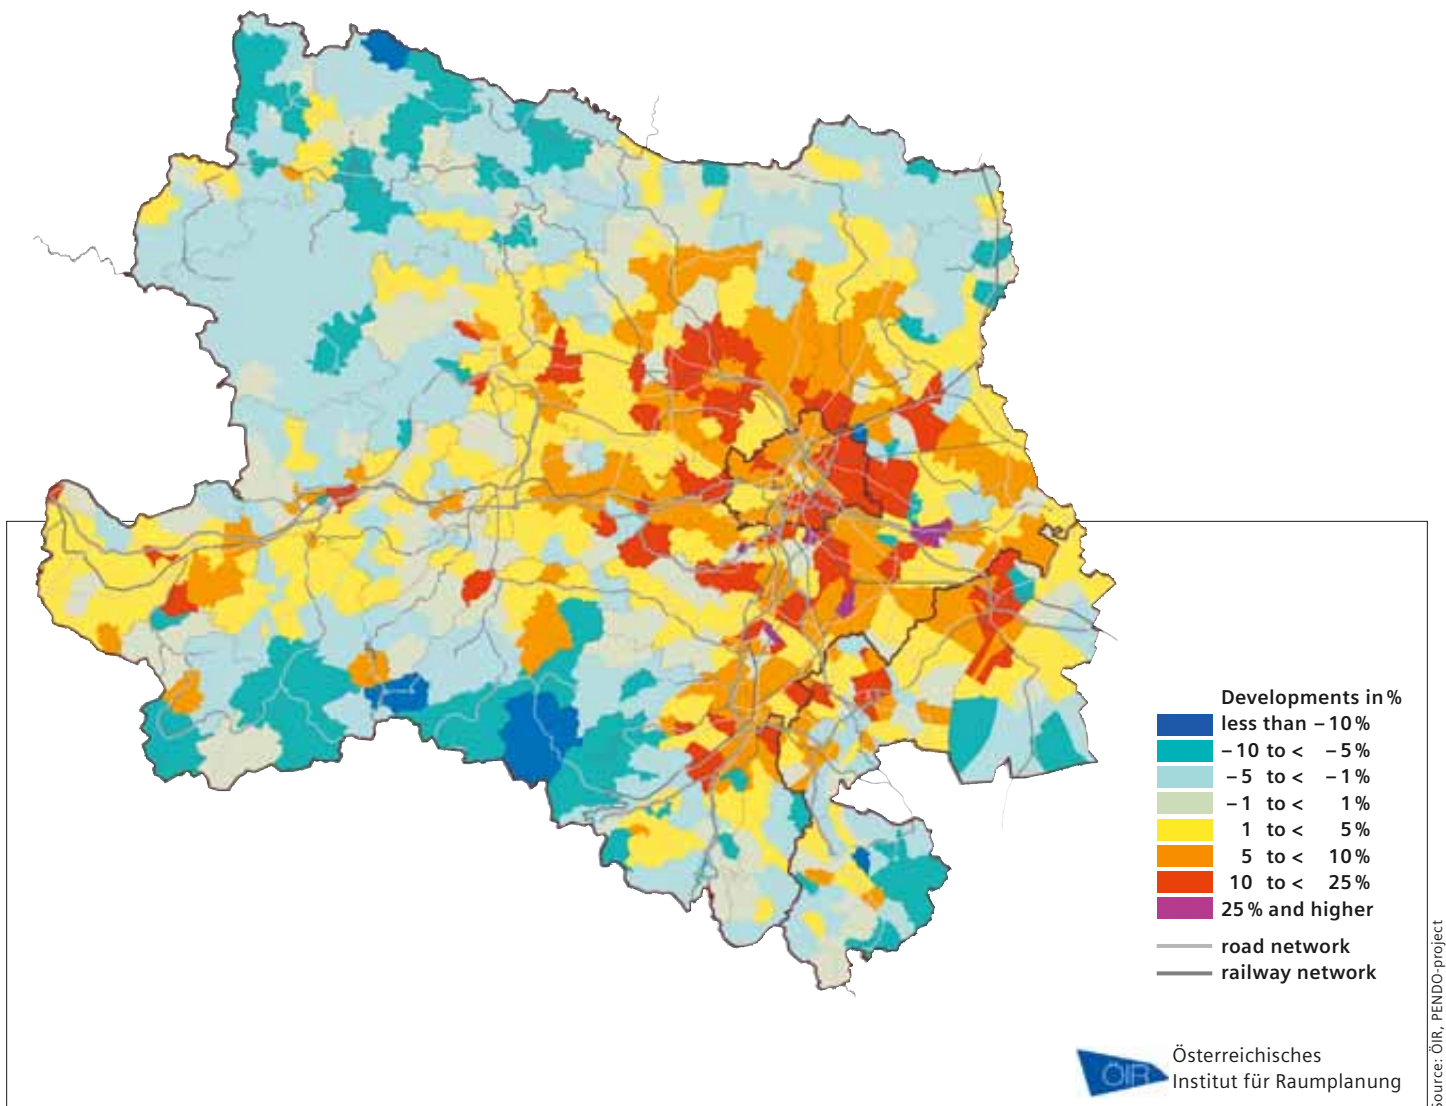 Developments in %
less than – 10 %
– 10 to < – 5 %
– 5 to < – 1 %
– 1 to < 1 %
1 to < 5 %
5 to < 10 %
10 to < 25 %
25 % and higher
road network
railway network
ÖIR
Österreichisches
Institut für Raumplanung
Source: ÖIR, PENDO-project